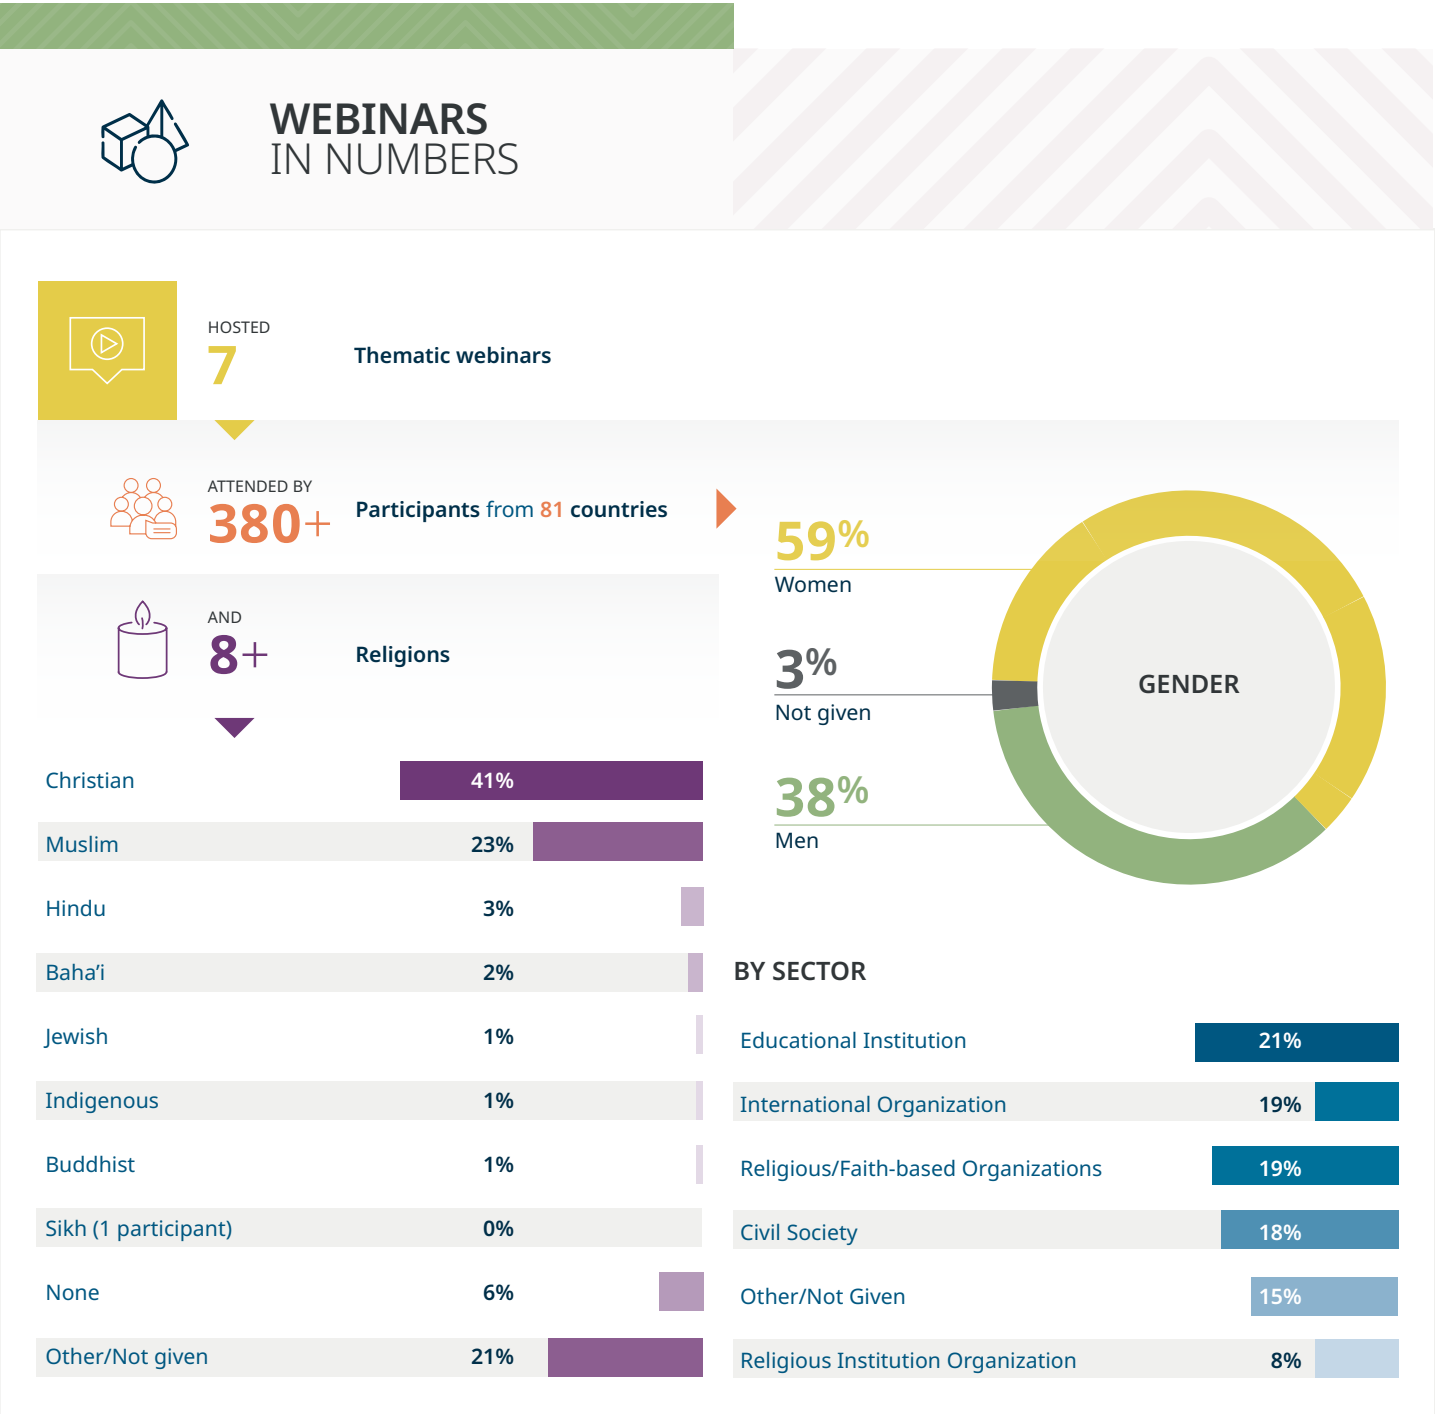 WEBINARS
IN NUMBERS
HOSTED
7
Thematic webinars
ATTENDED BY
380+
Participants from 81 countries
AND
8+
Religions
Christian 41%
Muslim 23%
Hindu 3%
Baha’i 2%
Jewish 1%
Indigenous 1%
Buddhist 1%
Sikh (1 participant) 0%
None 6%
Other/Not given 21%
59%
Women
3%
Not given
38%
Men
GENDER
BY SECTOR
Educational Institution 21%
International Organization 19%
Religious/Faith-based Organizations 19%
Civil Society 18%
Other/Not Given 15%
Religious Institution Organization 8%